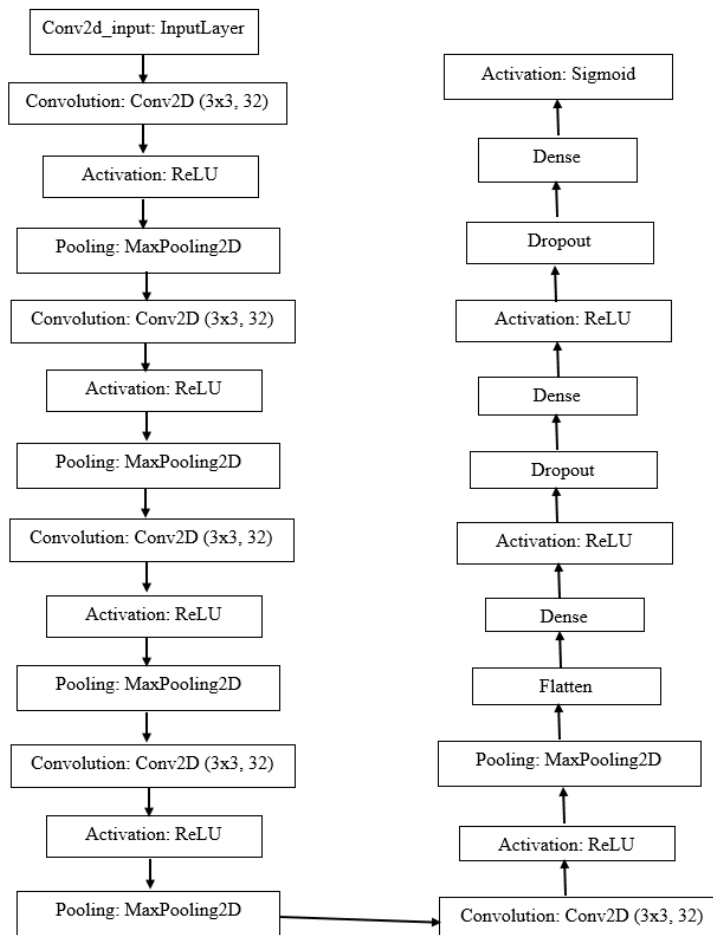 Conv2d_input: InputLayer
Convolution: Conv2D (3x3, 32)
Activation: ReLU
Pooling: MaxPooling2D
Convolution: Conv2D (3x3, 32)
Activation: ReLU
Pooling: MaxPooling2D
Convolution: Conv2D (3x3, 32)
Activation: ReLU
Pooling: MaxPooling2D
Convolution: Conv2D (3x3, 32)
Activation: ReLU
Pooling: MaxPooling2D
Convolution: Conv2D (3x3, 32)
Activation: ReLU
Pooling: MaxPooling2D
Flatten
Dense
Activation: ReLU
Dropout
Dense
Activation: ReLU
Dropout
Dense
Activation: Sigmoid